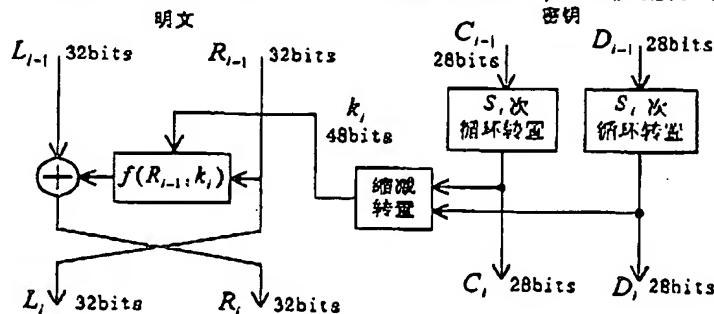 明文
密钥
L_{i-1} 32bits
R_{i-1} 32bits
C_{i-1} 28bits
D_{i-1} 28bits
S_i 次
循环转置
S_i 次
循环转置
k_i
48bits
f(R_{i-1}, k_i)
缩减
转置
L_i 32bits
R_i 32bits
C_i 28bits
D_i 28bits